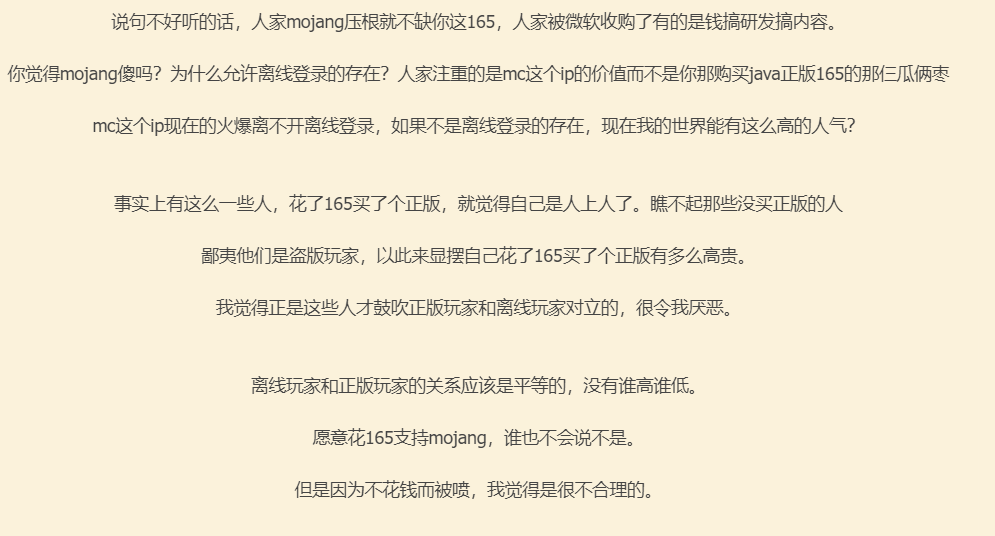 说句不好听的话，人家mojang压根就不缺你这165，人家被微软收购了有的是钱搞研发搞内容。
你觉得mojang傻吗？为什么允许离线登录的存在？人家注重的是mc这个ip的价值而不是你那购买java正版165的那仨瓜俩枣
mc这个ip现在的火爆离不开离线登录，如果不是离线登录的存在，现在我的世界能有这么高的人气？
事实上有这么一些人，花了165买了个正版，就觉得自己是人上人了。瞧不起那些没买正版的人
鄙夷他们是盗版玩家，以此来显摆自己花了165买了个正版有多么高贵。
我觉得正是这些人才鼓吹正版玩家和离线玩家对立的，很令我厌恶。
离线玩家和正版玩家的关系应该是平等的，没有谁高谁低。
愿意花165支持mojang，谁也不会说不是。
但是因为不花钱而被喷，我觉得是很不合理的。